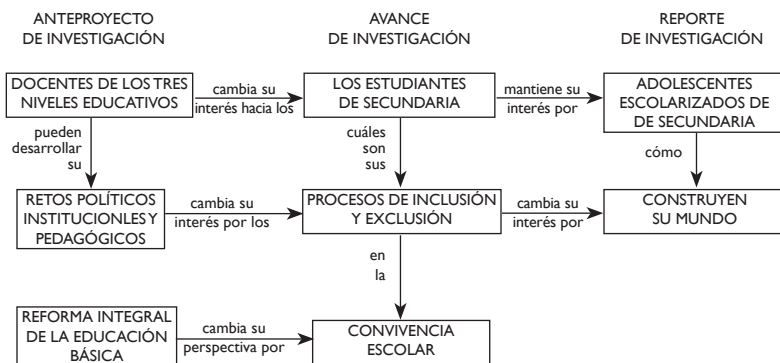 ANTEPROYECTO
DE INVESTIGACIÓN
AVANCE
DE INVESTIGACIÓN
REPORTE
DE INVESTIGACIÓN
DOCENTES DE LOS TRES
NIVELES EDUCATIVOS
cambia su
interés hacia los
LOS ESTUDIANTES
DE SECUNDARIA
mantiene su
interés por
ADOLESCENTES
ESCOLARIZADOS DE
DE SECUNDARIA
pueden
desarrollar
su
cuáles
son
sus
cómo
RETOS POLÍTICOS
INSTITUCIONLES Y
PEDAGÓGICOS
cambia su
interés por los
PROCESOS DE INCLUSIÓN
Y EXCLUSIÓN
cambia su
interés por
CONSTRUYEN
SU MUNDO
en
la
REFORMA INTEGRAL
DE LA EDUCACIÓN
BÁSICA
cambia su
perspectiva por
CONVIVENCIA
ESCOLAR